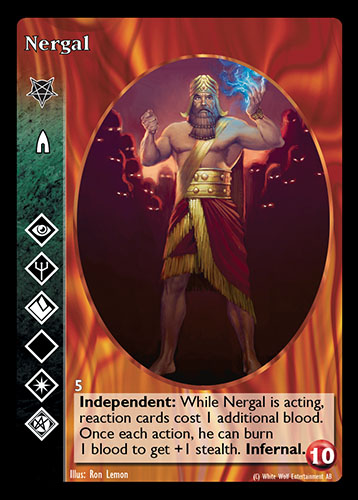 Nergal
5
Independent: While Nergal is acting,
reaction cards cost 1 additional blood.
Once each action, he can burn
1 blood to get +1 stealth. Infernal.
10
Illus: Ron Lemon
(C) White Wolf Entertainment AB